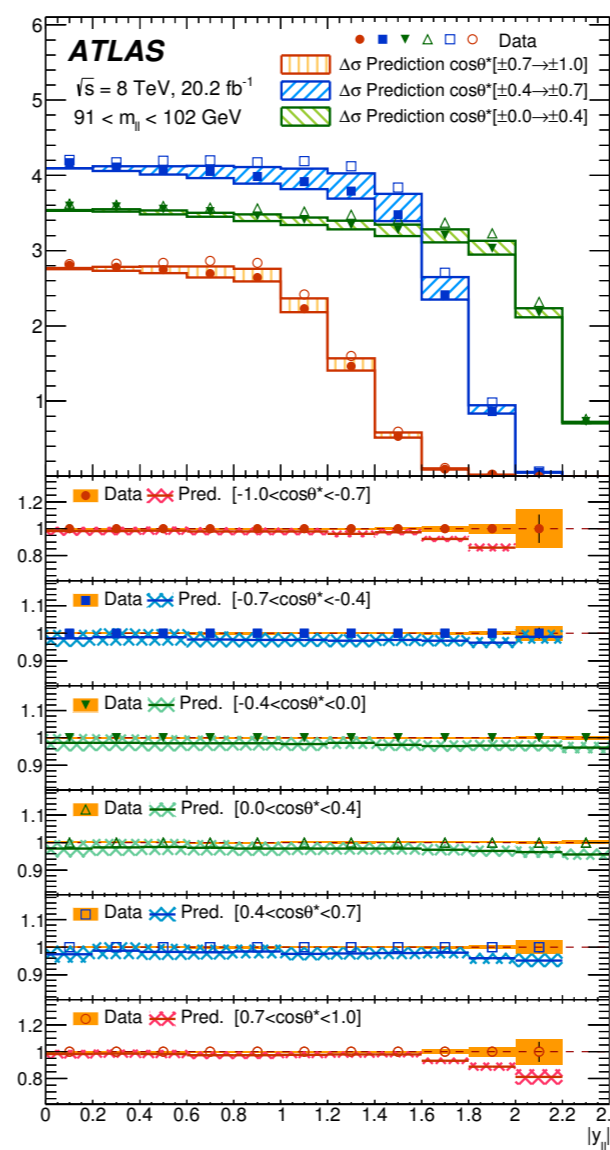 6
ATLAS
Data
√s = 8 TeV, 20.2 fb⁻¹
Δσ Prediction cosθ*[±0.7→±1.0]
5
Δσ Prediction cosθ*[±0.4→±0.7]
91 < m_ll < 102 GeV
Δσ Prediction cosθ*[±0.0→±0.4]
4
3
2
1
Data Pred. [-1.0<cosθ*<-0.7]
1.2
1
0.8
Data Pred. [-0.7<cosθ*<-0.4]
1.1
1
0.9
Data Pred. [-0.4<cosθ*<0.0]
1.1
1
0.9
Data Pred. [0.0<cosθ*<0.4]
1.1
1
0.9
Data Pred. [0.4<cosθ*<0.7]
1.1
1
0.9
Data Pred. [0.7<cosθ*<1.0]
1.2
1
0.8
0 0.2 0.4 0.6 0.8 1 1.2 1.4 1.6 1.8 2 2.2
|y_ll|